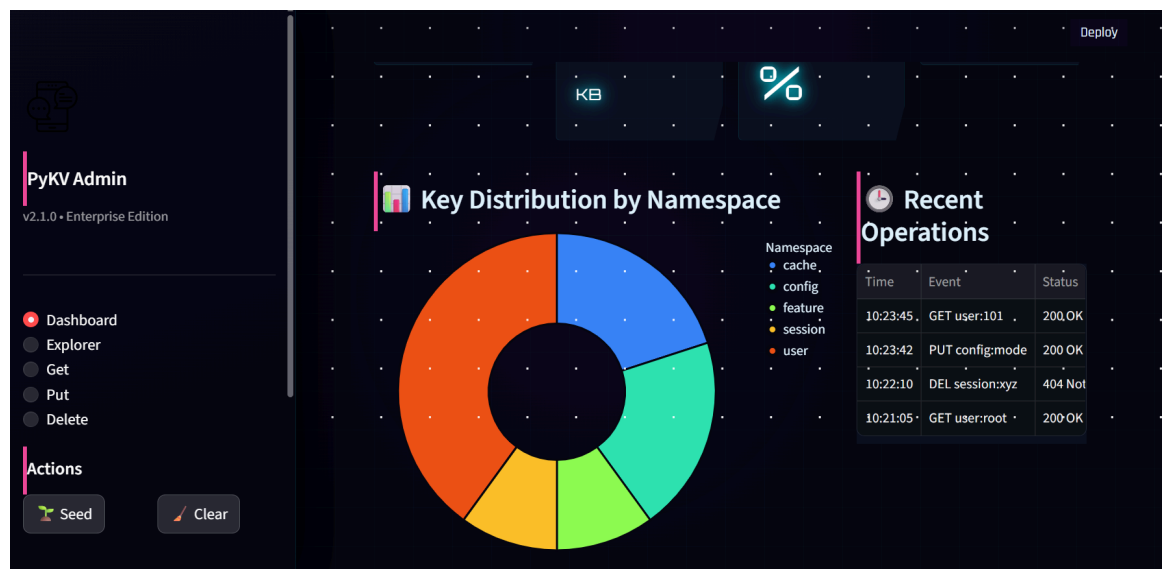 Deploy
KB
%
PyKV Admin
v2.1.0 • Enterprise Edition
Dashboard
Explorer
Get
Put
Delete
Actions
Seed
Clear
Key Distribution by Namespace
Namespace
cache
config
feature
session
user
Recent
Operations
Time Event Status
10:23:45 GET user:101 200 OK
10:23:42 PUT config:mode 200 OK
10:22:10 DEL session:xyz 404 Not
10:21:05 GET user:root 200 OK